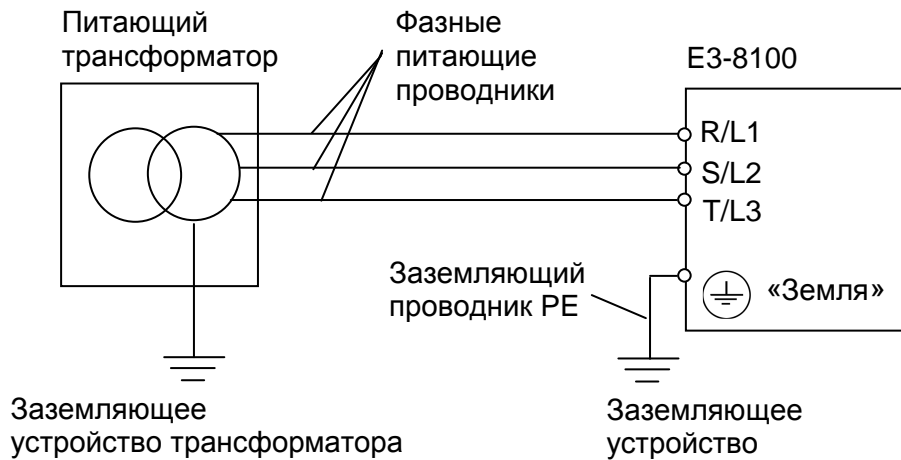 Питающий
трансформатор
Фазные
питающие
проводники
E3-8100
R/L1
S/L2
T/L3
Заземляющий
проводник PE
«Земля»
Заземляющее
устройство трансформатора
Заземляющее
устройство